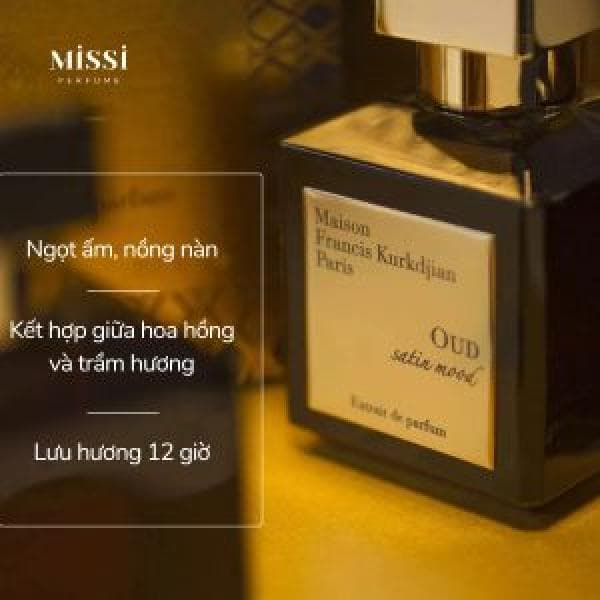 MISSI
PERFUME
Ngọt ấm, nồng nàn
Kết hợp giữa hoa hồng
và trầm hương
Lưu hương 12 giờ
Maison
Francis Kurkdjian
Paris
OUD
satin mood
Extrait de parfum